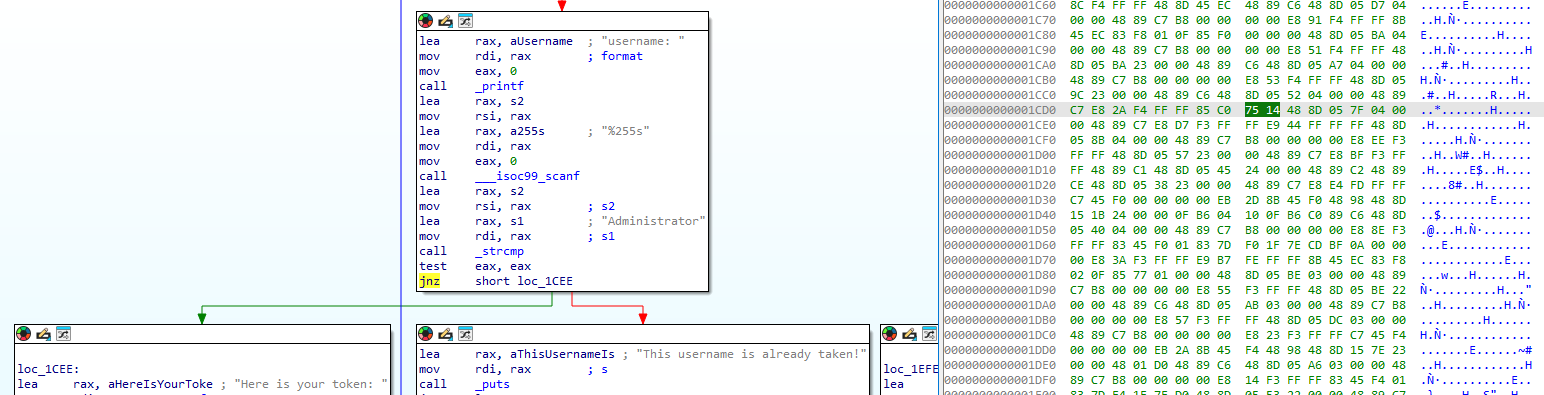 lea rax, aUsername ; "username: "
mov rdi, rax ; format
mov eax, 0
call _printf
lea rax, s2
mov rsi, rax
lea rax, a255s ; "%255s"
mov rdi, rax
mov eax, 0
call ___isoc99_scanf
lea rax, s2
mov rsi, rax ; s2
lea rax, s1 ; "Administrator"
mov rdi, rax ; s1
call _strcmp
test eax, eax
jnz short loc_1CEE
loc_1CEE:
lea rax, aHereIsYourToke ; "Here is your token: "
lea rax, aThisUsernameIs ; "This username is already taken!"
mov rdi, rax ; s
call _puts
loc_1EFE
lea
0000000000001C60 8C F4 FF FF 48 8D 45 EC 48 89 C6 48 8D 05 D7 04 ......E.........
0000000000001C70 00 00 48 89 C7 B8 00 00 00 00 E8 91 F4 FF FF 8B ..H.Ñ·..........
0000000000001C80 45 EC 83 F8 01 0F 85 F0 00 00 00 48 8D 05 BA 04 E..........H....
0000000000001C90 00 00 48 89 C7 B8 00 00 00 00 E8 51 F4 FF FF 48 ..H.Ñ·.........H
0000000000001CA0 8D 05 BA 23 00 00 48 89 C6 48 8D 05 A7 04 00 00 ...#..H.........
0000000000001CB0 48 89 C7 B8 00 00 00 00 E8 53 F4 FF FF 48 8D 05 H.Ñ·.........H..
0000000000001CC0 9C 23 00 00 48 89 C6 48 8D 05 52 04 00 00 48 89 .#..H.....R...H.
0000000000001CD0 C7 E8 2A F4 FF FF 85 C0 75 14 48 8D 05 7F 04 00 ..*.......H.....
0000000000001CE0 00 48 89 C7 E8 D7 F3 FF FF E9 44 FF FF FF 48 8D .H............H.
0000000000001CF0 05 8B 04 00 00 48 89 C7 B8 00 00 00 00 E8 EE F3 .....H.Ñ·.......
0000000000001D00 FF FF 48 8D 05 57 23 00 00 48 89 C7 E8 BF F3 FF ..H..W#..H......
0000000000001D10 FF 48 89 C1 48 8D 05 45 24 00 00 48 89 C2 48 89 .H.....E$..H....
0000000000001D20 CE 48 8D 05 38 23 00 00 48 89 C7 E8 E4 FD FF FF ....8#..H.......
0000000000001D30 C7 45 F0 00 00 00 00 EB 2D 8B 45 F0 48 98 48 8D .........E......
0000000000001D40 15 1B 24 00 00 0F B6 04 10 0F B6 C0 89 C6 48 8D ..$.............
0000000000001D50 05 40 04 00 00 48 89 C7 B8 00 00 00 00 E8 8E F3 .@...H.Ñ·.......
0000000000001D60 FF FF 83 45 F0 01 83 7D F0 1F 7E CD BF 0A 00 00 ...E............
0000000000001D70 00 E8 3A F3 FF FF E9 B7 FE FF FF 8B 45 EC 83 F8 ............E...
0000000000001D80 02 0F 85 77 01 00 00 48 8D 05 BE 03 00 00 48 89 ...w...H......H.
0000000000001D90 C7 B8 00 00 00 00 E8 55 F3 FF FF 48 8D 05 BE 22 Ñ·.........H..."
0000000000001DA0 00 00 48 89 C6 48 8D 05 AB 03 00 00 48 89 C7 B8 ..H.........H.Ñ·
0000000000001DB0 00 00 00 00 E8 57 F3 FF FF 48 8D 05 DC 03 00 00 .........H......
0000000000001DC0 48 89 C7 B8 00 00 00 00 E8 23 F3 FF FF C7 45 F4 H.Ñ·............
0000000000001DD0 00 00 00 00 EB 2A 8B 45 F4 48 98 48 8D 15 7E 23 .......E......~#
0000000000001DE0 00 00 48 01 D0 48 89 C6 48 8D 05 A6 03 00 00 48 ..H............H
0000000000001DF0 89 C7 B8 00 00 00 00 E8 14 F3 FF FF 83 45 F4 01 .Ñ·..........E..